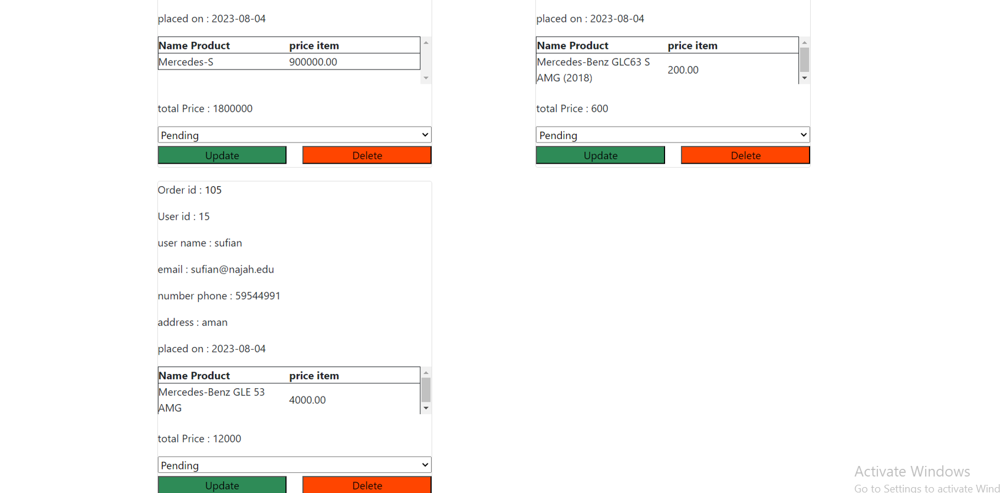 placed on : 2023-08-04
Name Product price item
Mercedes-S 900000.00
total Price : 1800000
Pending
Update Delete
placed on : 2023-08-04
Name Product price item
Mercedes-Benz GLC63 S
AMG (2018) 200.00
total Price : 600
Pending
Update Delete
Order id : 105
User id : 15
user name : sufian
email : sufian@najah.edu
number phone : 59544991
address : aman
placed on : 2023-08-04
Name Product price item
Mercedes-Benz GLE 53
AMG 4000.00
total Price : 12000
Pending
Update Delete
Activate Windows
Go to Settings to activate Wind